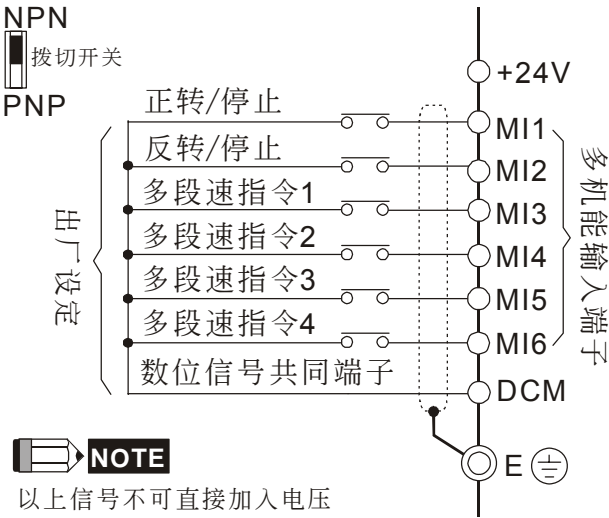 NPN
拨切开关
PNP
+24V
正转/停止
MI1
反转/停止
MI2
多段速指令1
MI3
多段速指令2
MI4
多段速指令3
MI5
多段速指令4
MI6
数位信号共同端子
DCM
出厂设定
多机能输入端子
E
NOTE
以上信号不可直接加入电压